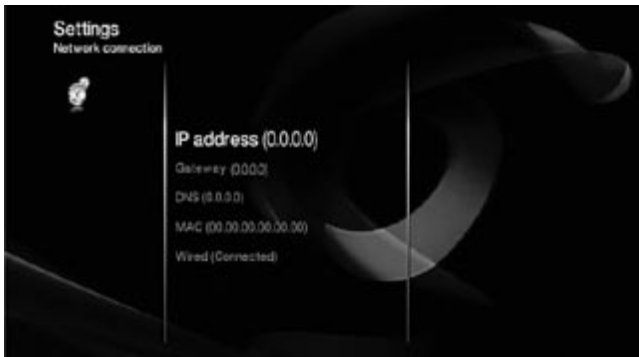 Settings
Network connection
IP address (0.0.0.0)
Gateway (0.0.0.0)
DNS (0.0.0.0)
MAC (00.00.00.00.00.00)
Wired (Connected)